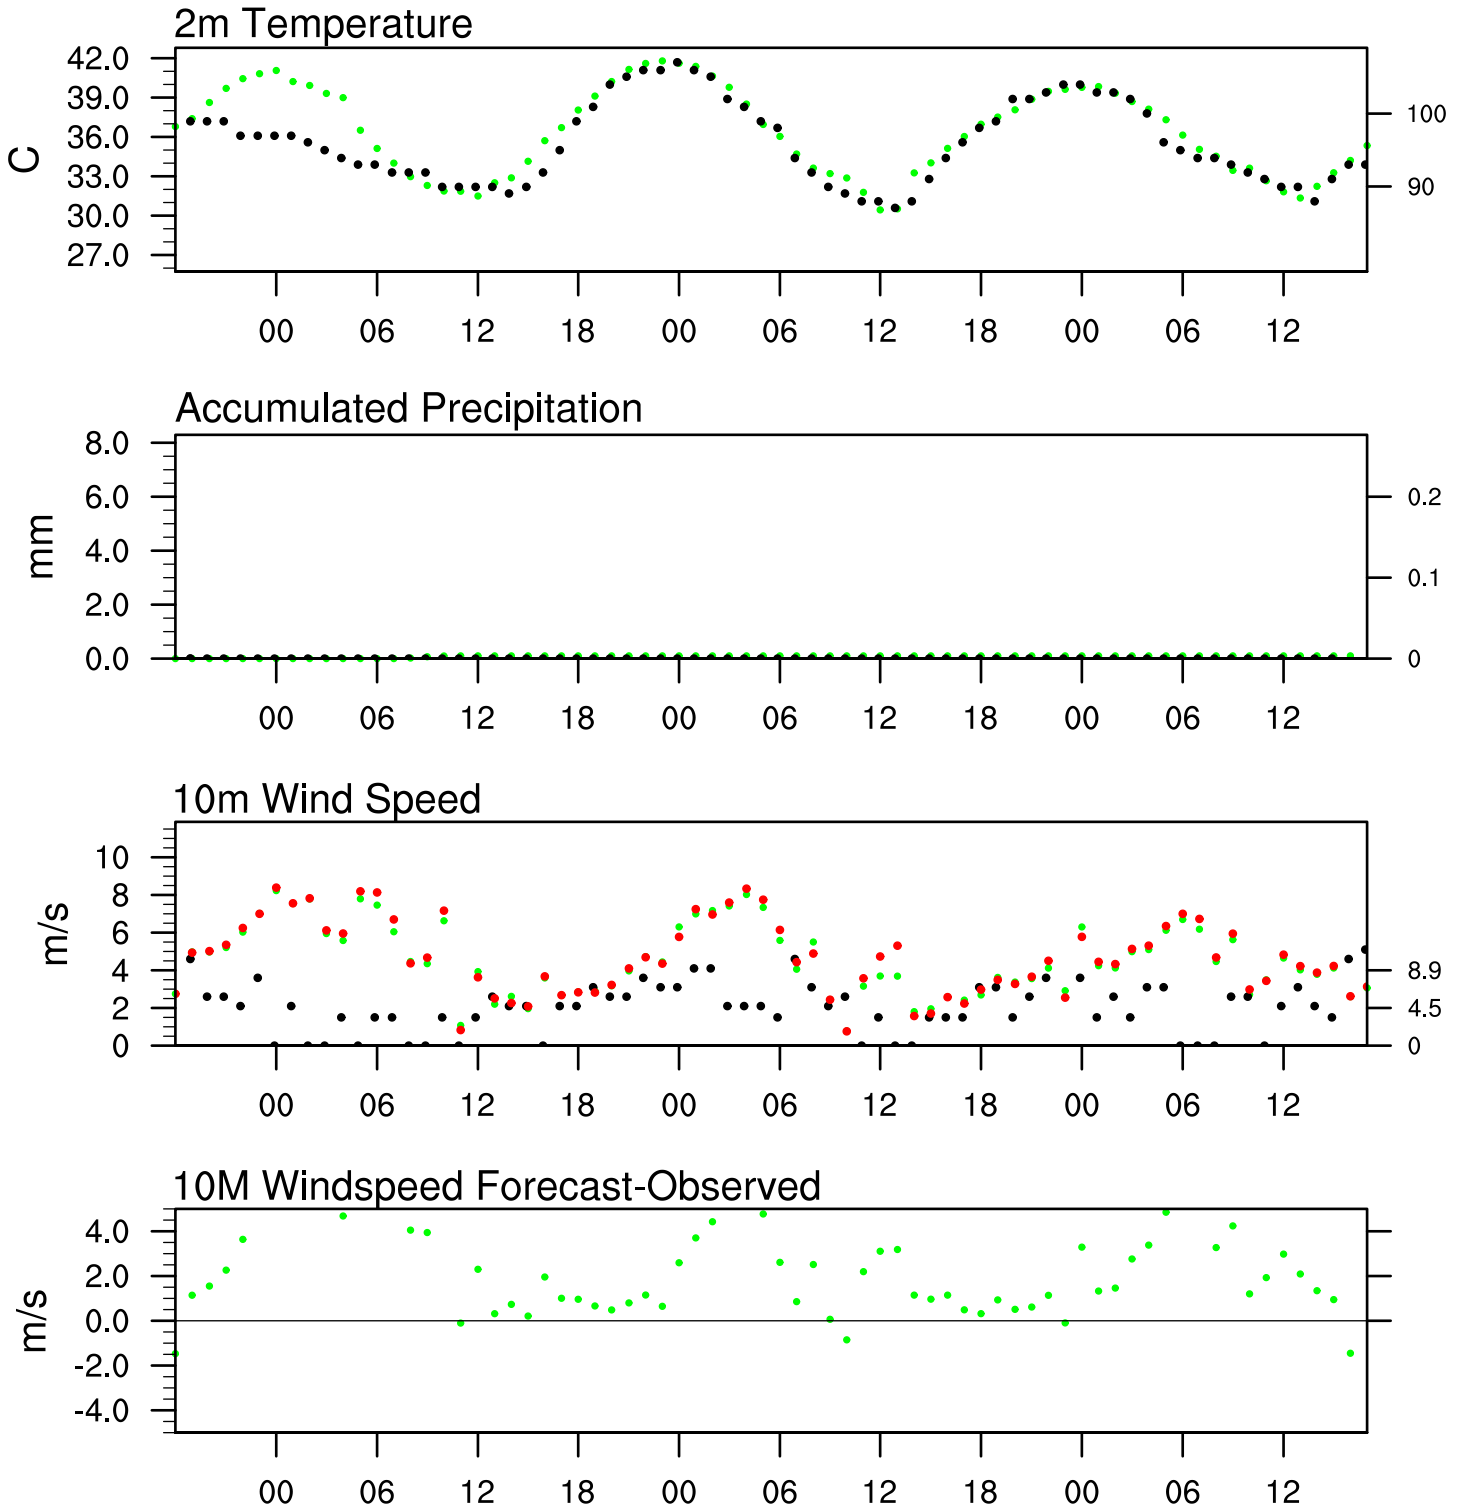 2m Temperature
42.0
39.0
36.0
33.0
30.0
27.0
C
100
90
00 06 12 18 00 06 12 18 00 06 12
Accumulated Precipitation
8.0
6.0
4.0
2.0
0.0
mm
0.2
0.1
0
00 06 12 18 00 06 12 18 00 06 12
10m Wind Speed
10
8
6
4
2
0
m/s
8.9
4.5
0
00 06 12 18 00 06 12 18 00 06 12
10M Windspeed Forecast-Observed
4.0
2.0
0.0
-2.0
-4.0
m/s
00 06 12 18 00 06 12 18 00 06 12